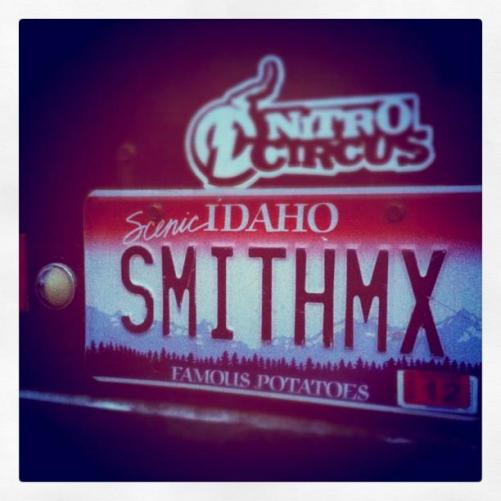 NITRO
CIRCUS
Scenic IDAHO
SMITHMX
FAMOUS POTATOES
12